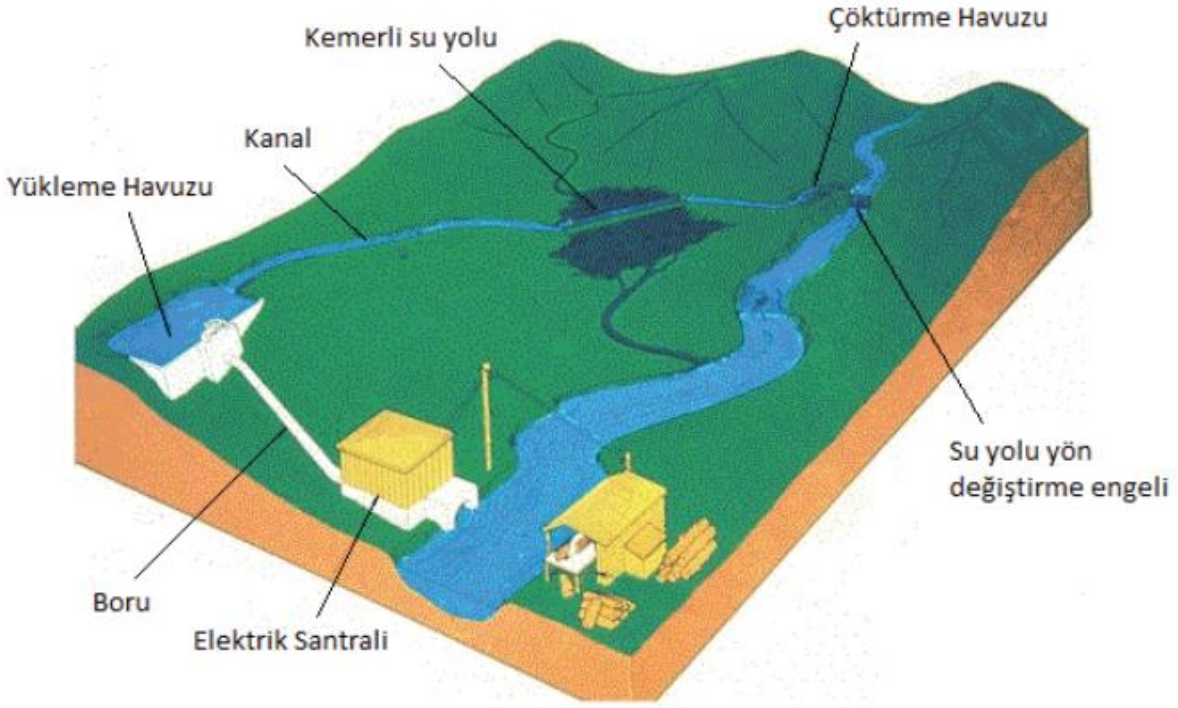 Çöktürme Havuzu
Kemerli su yolu
Kanal
Yükleme Havuzu
Su yolu yön
değiştirme engeli
Boru
Elektrik Santrali